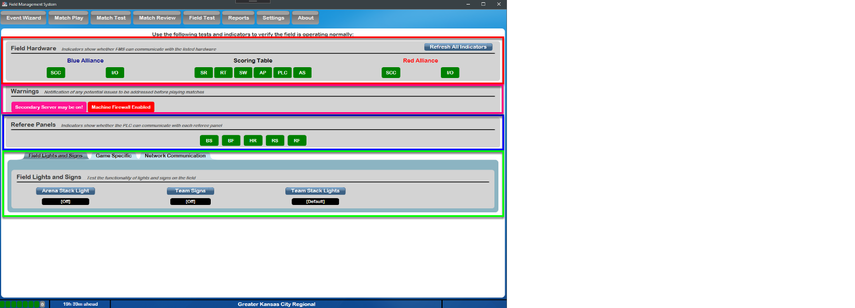 Field Management System
Event Wizard Match Play Match Test Match Review Field Test Reports Settings About
Use the following tests and indicators to verify the field is operating normally:
Field Hardware Indicators show whether FMS can communicate with the listed hardware Refresh All Indicators
Blue Alliance Scoring Table Red Alliance
SCC I/O SR RT SW AP PLC AS SCC I/O
Warnings Notification of any potential issues to be addressed before playing matches
Secondary Server may be on! Machine Firewall Enabled
Referee Panels Indicators show whether the PLC can communicate with each referee panel
BS BF HR RS RF
Field Lights and Signs Game Specific Network Communication
Field Lights and Signs Test the functionality of lights and signs on the field
Arena Stack Light Team Signs Team Stack Lights
[Off] [Off] [Default]
15h 39m ahead Greater Kansas City Regional